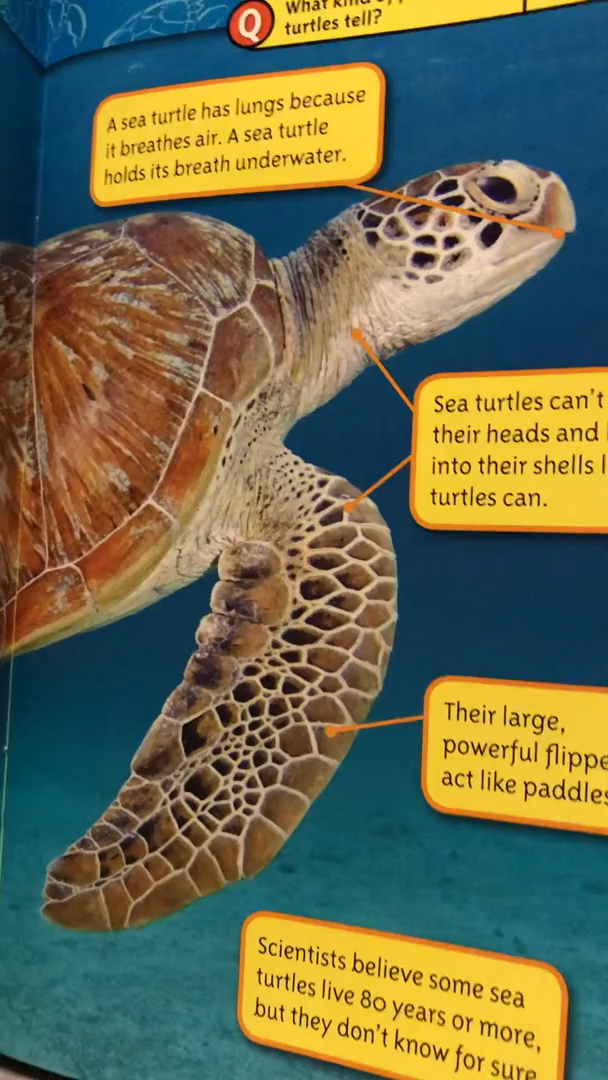 Q
What kind
turtles tell?
A sea turtle has lungs because
it breathes air. A sea turtle
holds its breath underwater.
Sea turtles can't
their heads and
into their shells
turtles can.
Their large,
powerful flippe
act like paddles
Scientists believe some sea
turtles live 80 years or more,
but they don't know for sure